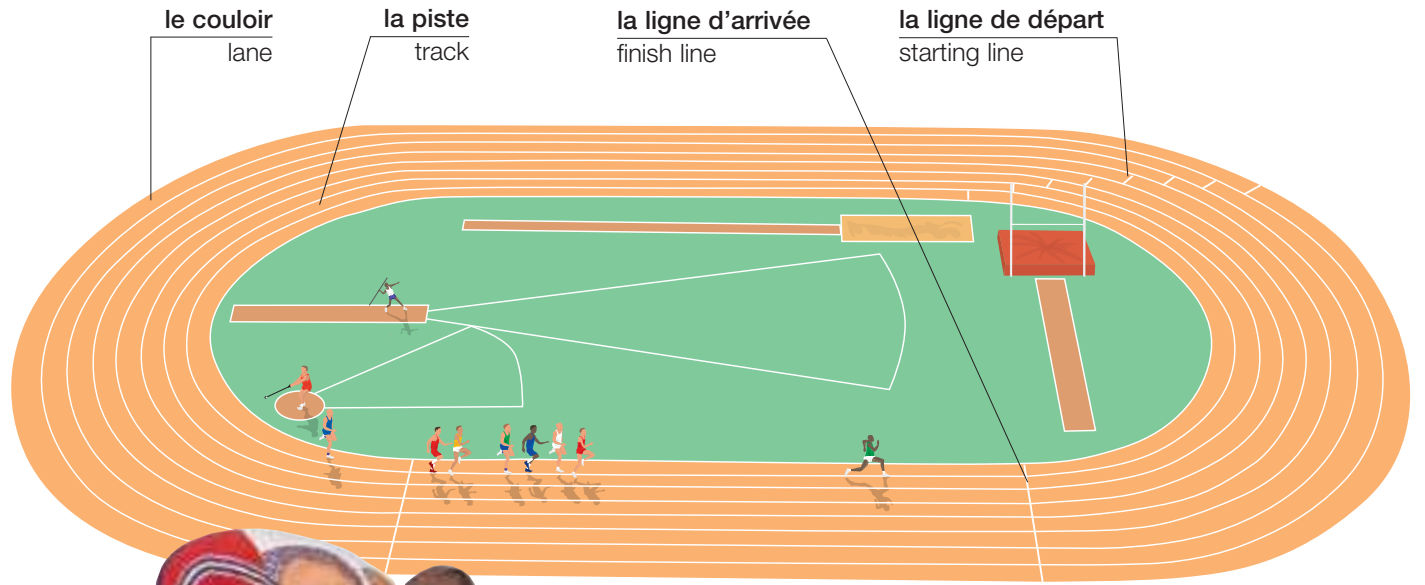 le couloir
lane
la piste
track
la ligne d’arrivée
finish line
la ligne de départ
starting line